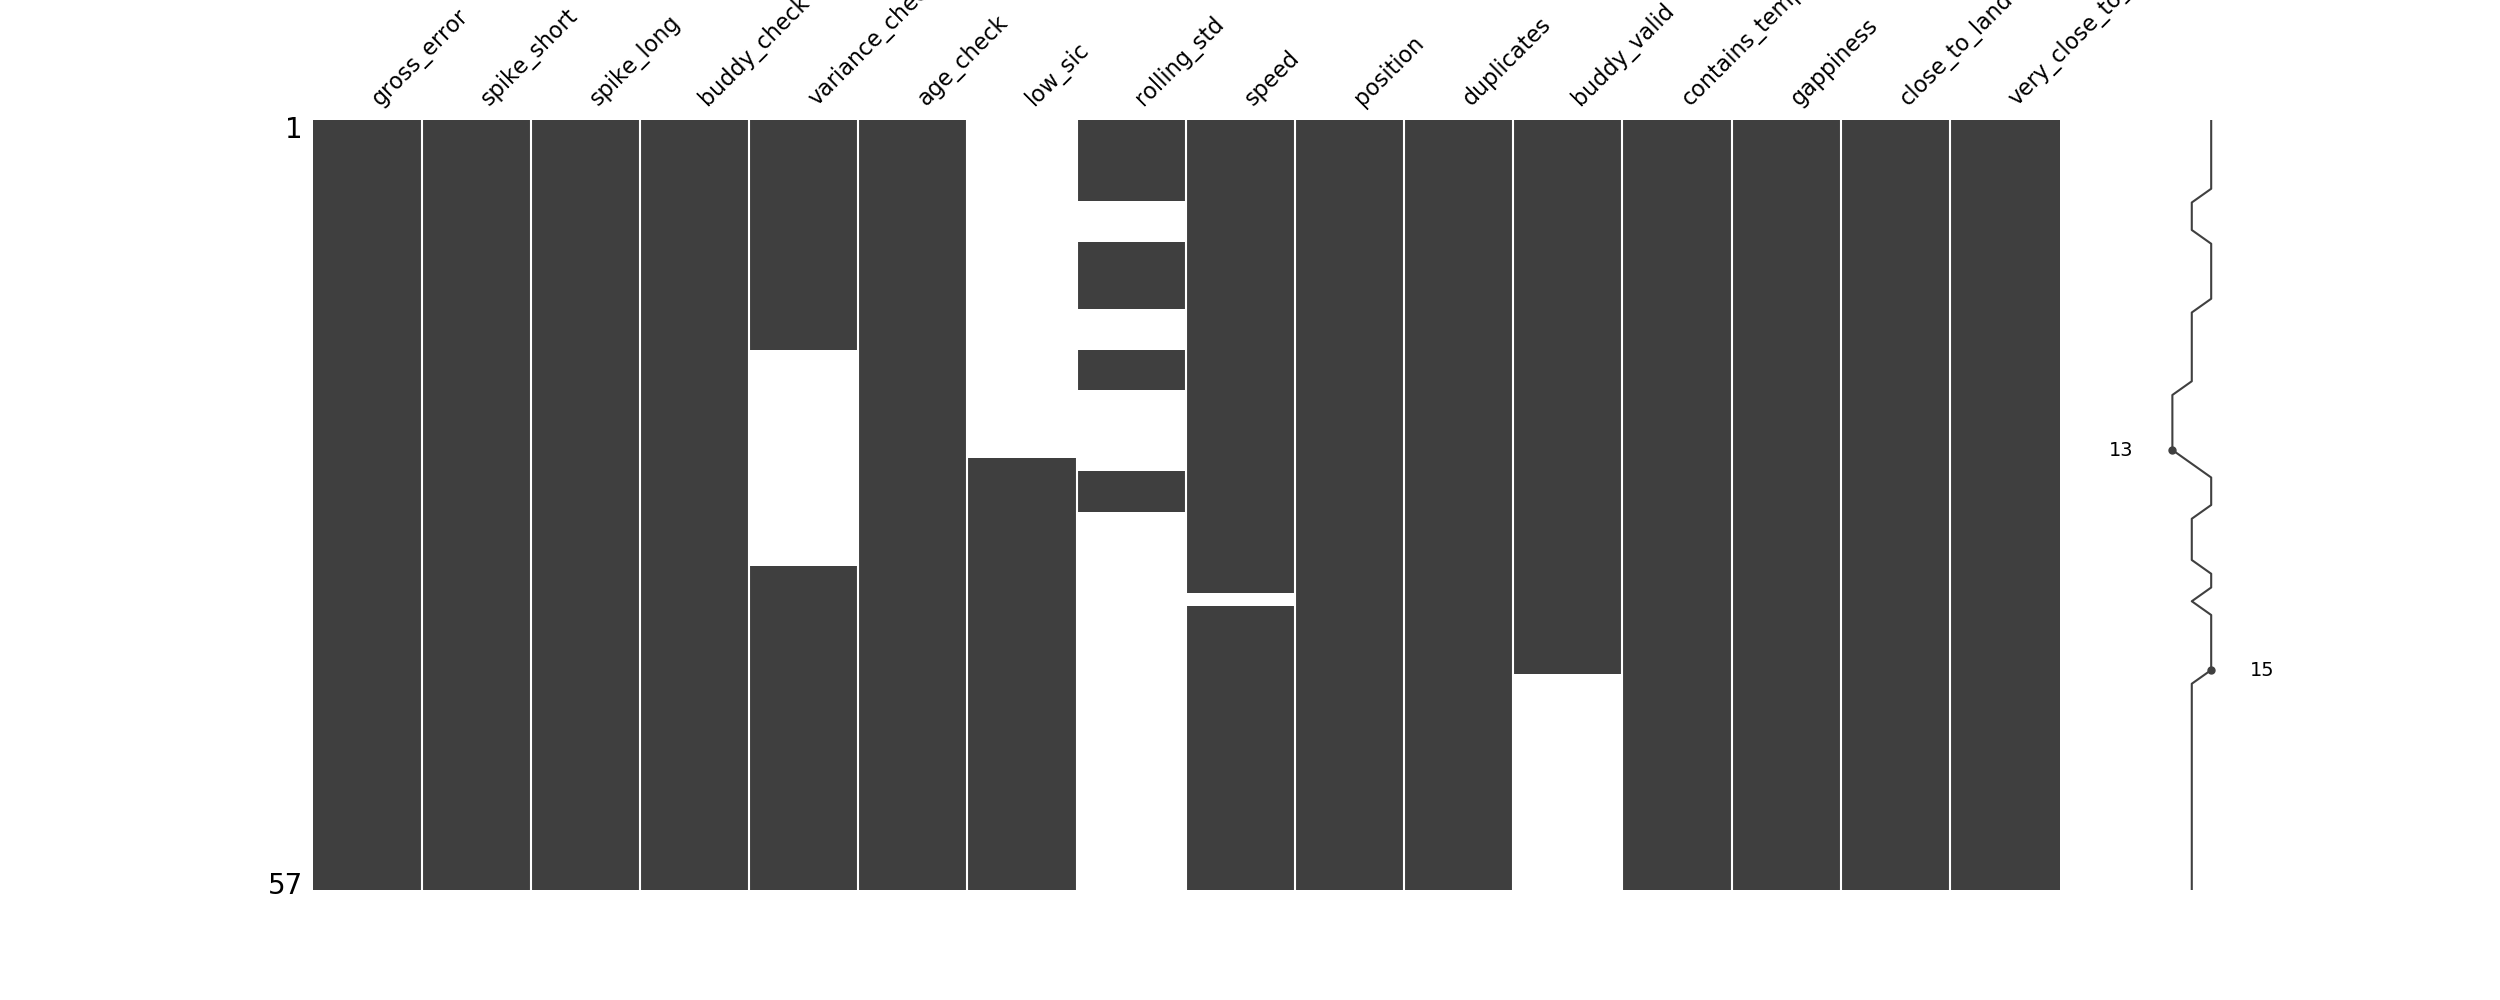 gross_error
spike_short
spike_long
buddy_check
variance_che
age_check
low_sic
rolling_std
speed
position
duplicates
buddy_valid
contains_temp
gappiness
close_to_land
very_close_to_
1
13
15
57